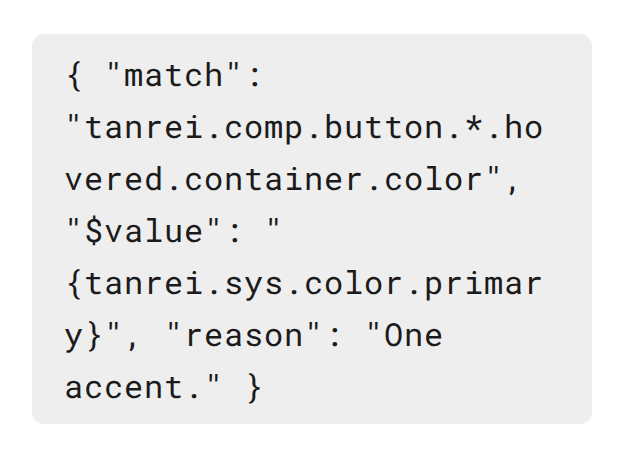 { "match":
"tanrei.comp.button.*.ho
vered.container.color",
"$value": "
{tanrei.sys.color.primar
y}", "reason": "One
accent." }